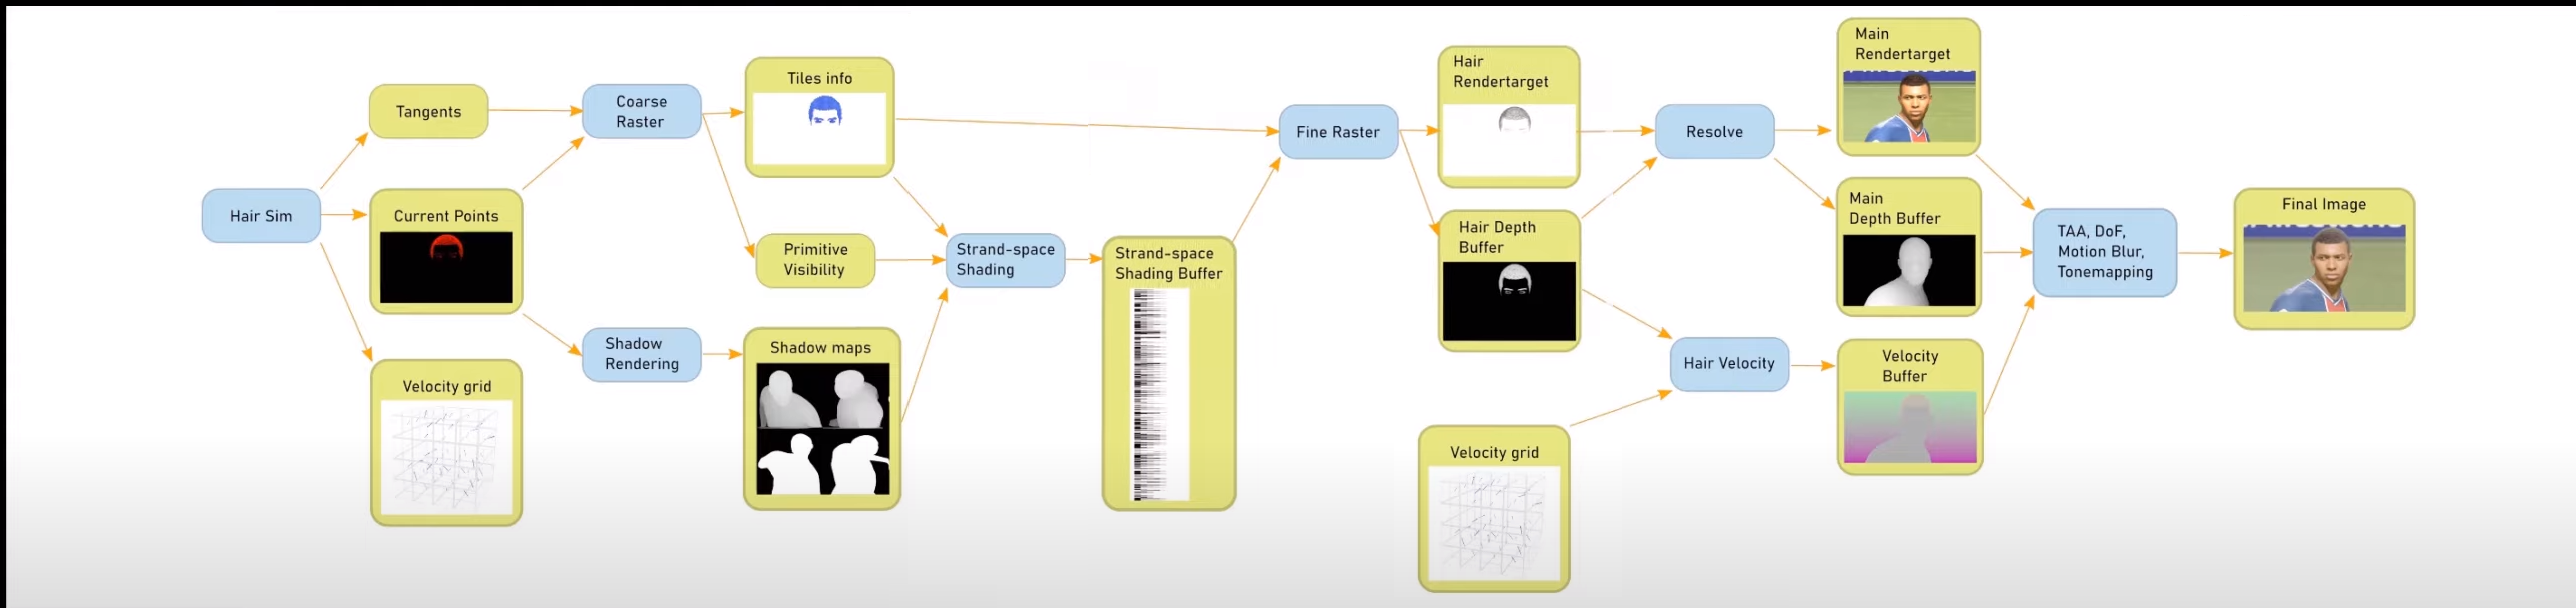 Hair Sim
Tangents
Current Points
Velocity grid
Coarse
Raster
Shadow
Rendering
Tiles info
Primitive
Visibility
Shadow maps
Strand-space
Shading
Strand-space
Shading Buffer
Fine Raster
Hair
Rendertarget
Hair Depth
Buffer
Velocity grid
Resolve
Hair Velocity
Main
Rendertarget
Main
Depth Buffer
Velocity
Buffer
TAA, DoF,
Motion Blur,
Tonemapping
Final Image